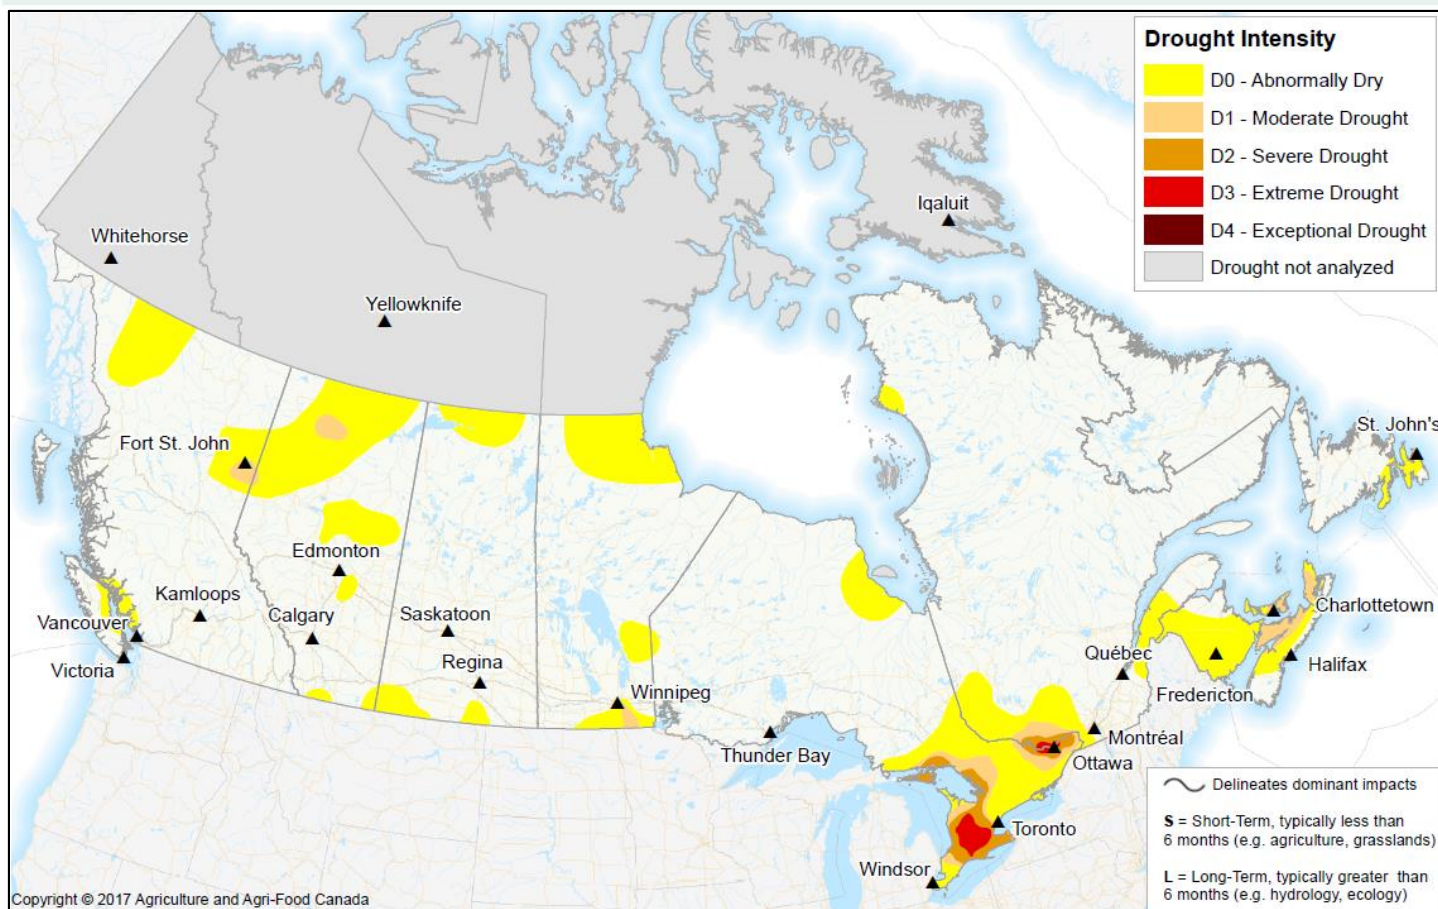 Drought Intensity
D0 - Abnormally Dry
D1 - Moderate Drought
D2 - Severe Drought
D3 - Extreme Drought
D4 - Exceptional Drought
Drought not analyzed
Iqaluit
Whitehorse
Yellowknife
Fort St. John
St. John's
Edmonton
Kamloops
Calgary
Saskatoon
Charlottetown
Vancouver
Victoria
Regina
Québec
Halifax
Winnipeg
Fredericton
Thunder Bay
Montréal
Ottawa
Toronto
Windsor
Delineates dominant impacts
S = Short-Term, typically less than
6 months (e.g. agriculture, grasslands)
L = Long-Term, typically greater than
6 months (e.g. hydrology, ecology)
Copyright © 2017 Agriculture and Agri-Food Canada